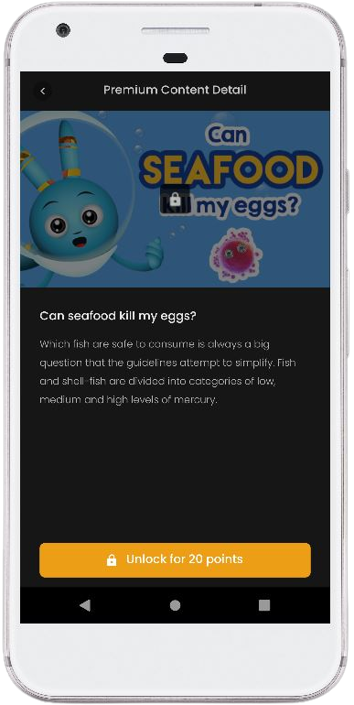 Premium Content Detail
Can
SEAFOOD
kill my eggs?
Can seafood kill my eggs?
Which fish are safe to consume is always a big
question that the guidelines attempt to simplify. Fish
and shell-fish are divided into categories of low,
medium and high levels of mercury.
Unlock for 20 points